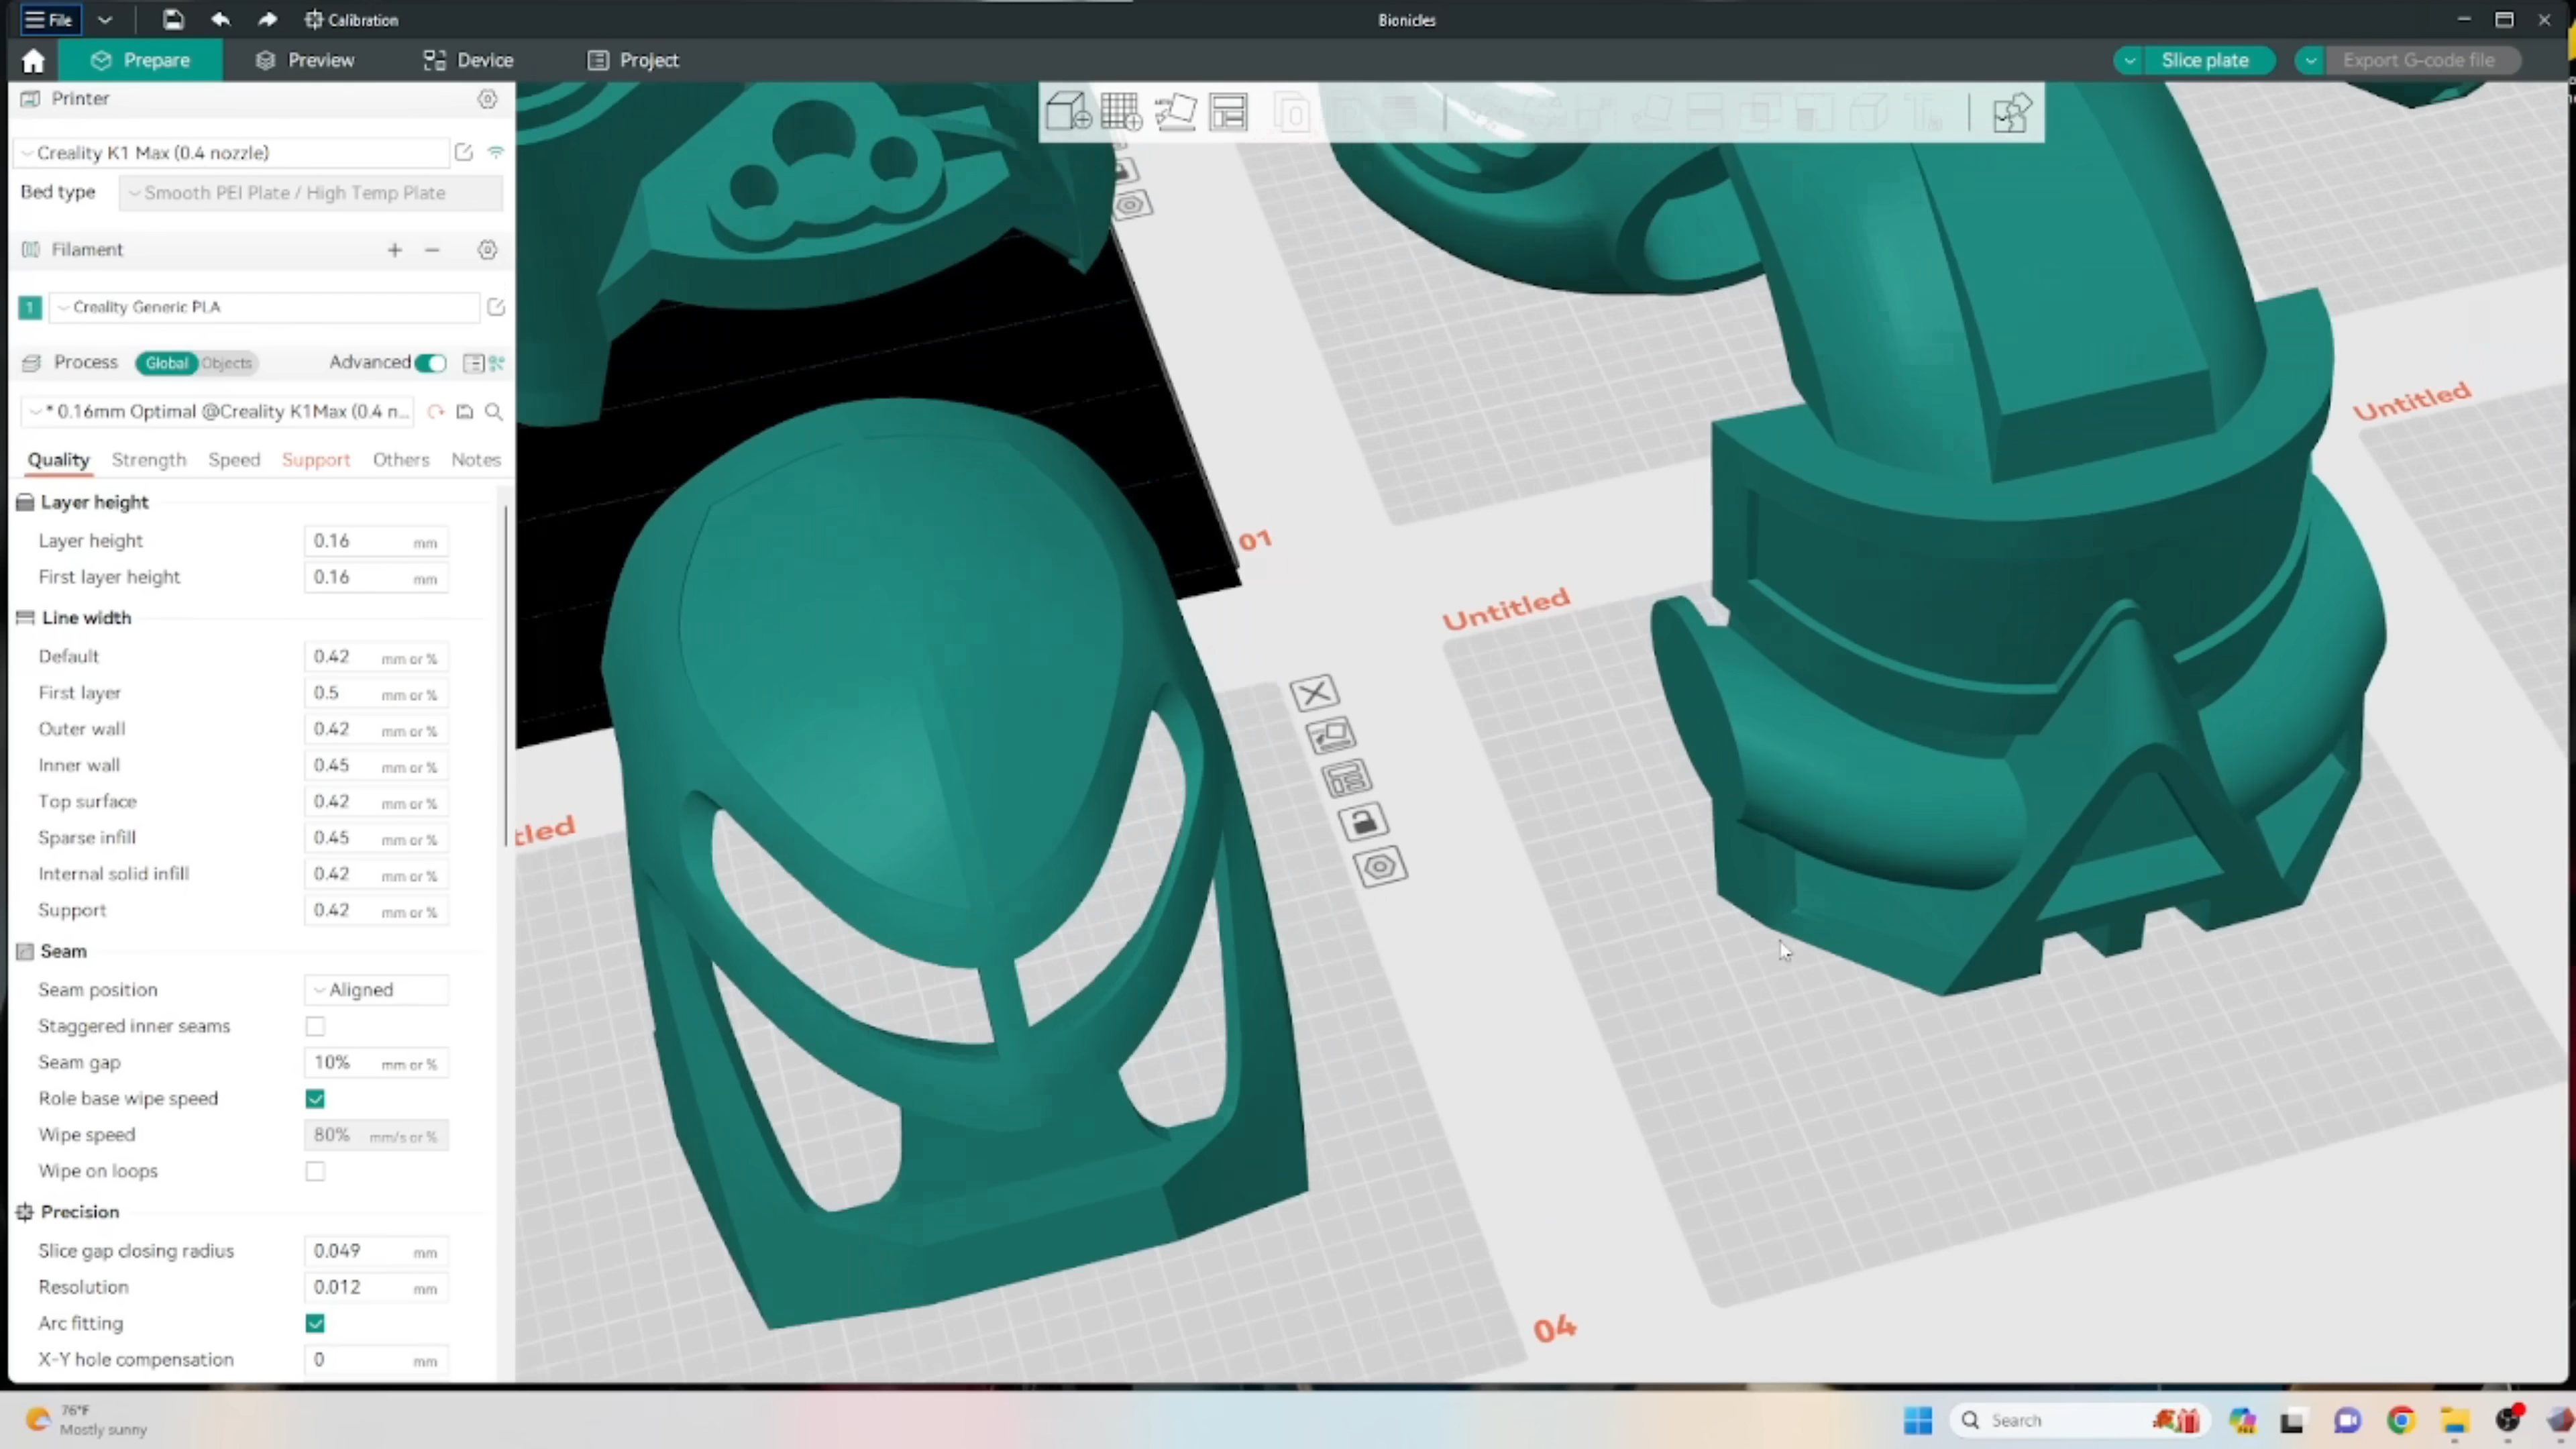 File Calibration Bionicles
Prepare Preview Device Project Slice plate Export G-code file
Printer
Creality K1 Max (0.4 nozzle)
Bed type Smooth PEI Plate / High Temp Plate
Filament
1 Creality Generic PLA
Process Global Objects Advanced
* 0.16mm Optimal @Creality K1Max (0.4 n...
Quality Strength Speed Support Others Notes
Layer height
Layer height 0.16 mm
First layer height 0.16 mm
Line width
Default 0.42 mm or %
First layer 0.5 mm or %
Outer wall 0.42 mm or %
Inner wall 0.45 mm or %
Top surface 0.42 mm or %
Sparse infill 0.45 mm or %
Internal solid infill 0.42 mm or %
Support 0.42 mm or %
Seam
Seam position Aligned
Staggered inner seams
Seam gap 10% mm or %
Role base wipe speed
Wipe speed 80% mm/s or %
Wipe on loops
Precision
Slice gap closing radius 0.049 mm
Resolution 0.012 mm
Arc fitting
X-Y hole compensation 0 mm
01
Untitled
Untitled
tled
04
76°F
Mostly sunny
Search